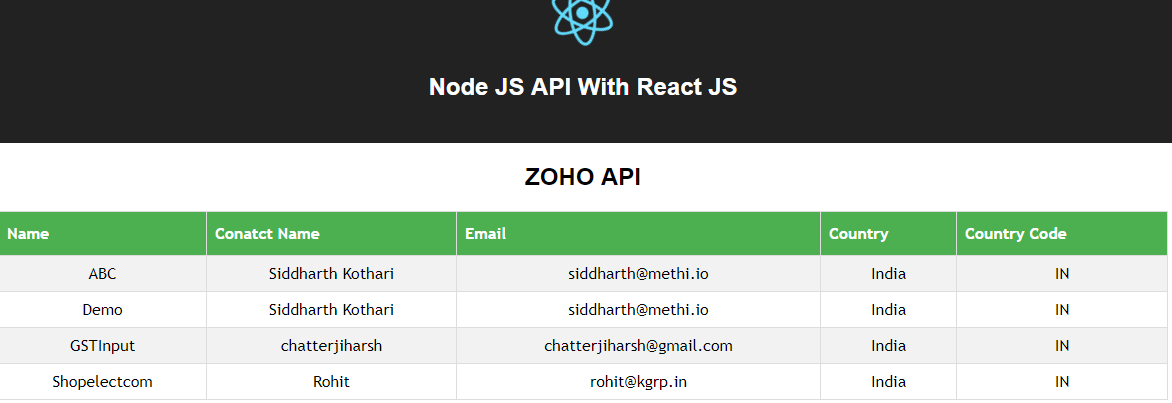 Node JS API With React JS
ZOHO API
Name Conatct Name Email Country Country Code
ABC Siddharth Kothari siddharth@methi.io India IN
Demo Siddharth Kothari siddharth@methi.io India IN
GSTInput chatterjiharsh chatterjiharsh@gmail.com India IN
Shopelectcom Rohit rohit@kgrp.in India IN